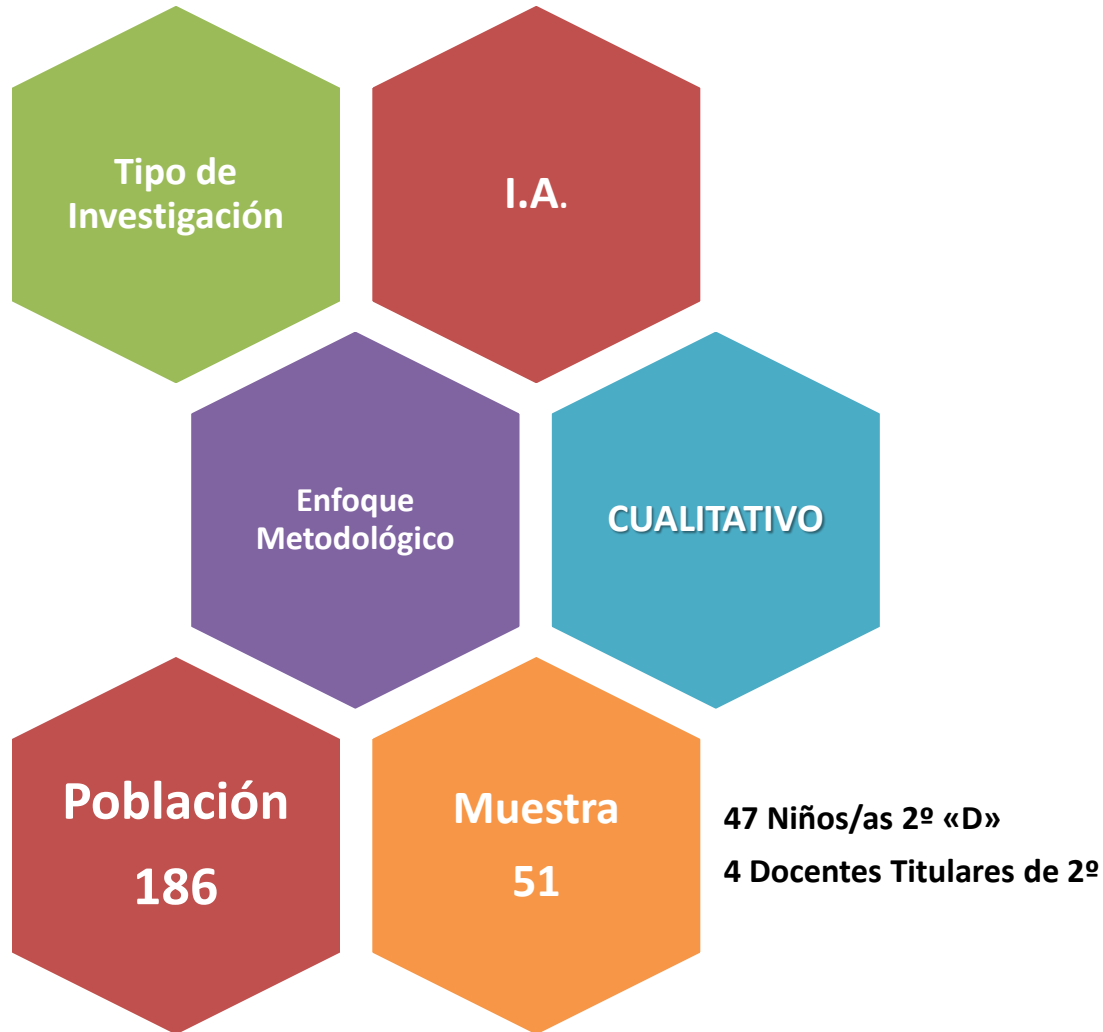 Tipo de
Investigación
I.A.
Enfoque
Metodológico
CUALITATIVO
Población
186
Muestra
51
47 Niños/as 2º «D»
4 Docentes Titulares de 2º